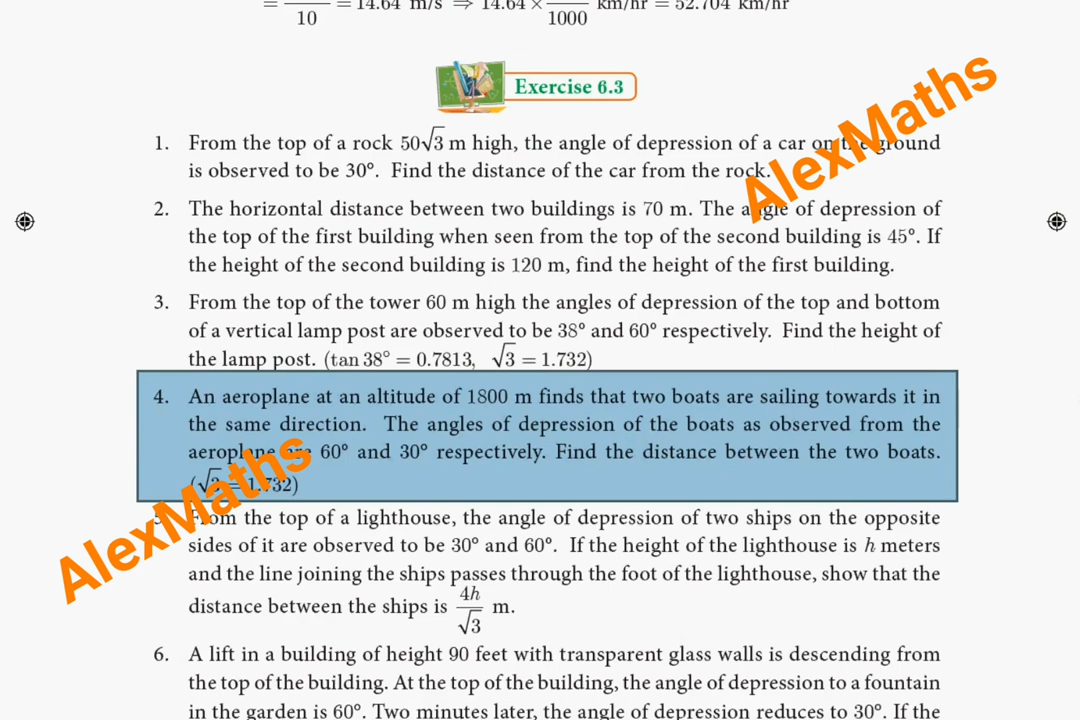 = 10 = 14.64 m/s ⇒ 14.64 × 1000 km/hr = 52.704 km/hr
Exercise 6.3
AlexMaths
1. From the top of a rock 50√3 m high, the angle of depression of a car on the ground
is observed to be 30°. Find the distance of the car from the rock.
2. The horizontal distance between two buildings is 70 m. The angle of depression of
the top of the first building when seen from the top of the second building is 45°. If
the height of the second building is 120 m, find the height of the first building.
3. From the top of the tower 60 m high the angles of depression of the top and bottom
of a vertical lamp post are observed to be 38° and 60° respectively. Find the height of
the lamp post. (tan 38° = 0.7813, √3 = 1.732)
4. An aeroplane at an altitude of 1800 m finds that two boats are sailing towards it in
the same direction. The angles of depression of the boats as observed from the
aeroplane are 60° and 30° respectively. Find the distance between the two boats.
(√3 = 1.732)
AlexMaths
5. From the top of a lighthouse, the angle of depression of two ships on the opposite
sides of it are observed to be 30° and 60°. If the height of the lighthouse is h meters
and the line joining the ships passes through the foot of the lighthouse, show that the
distance between the ships is 4h/√3 m.
6. A lift in a building of height 90 feet with transparent glass walls is descending from
the top of the building. At the top of the building, the angle of depression to a fountain
in the garden is 60°. Two minutes later, the angle of depression reduces to 30°. If the